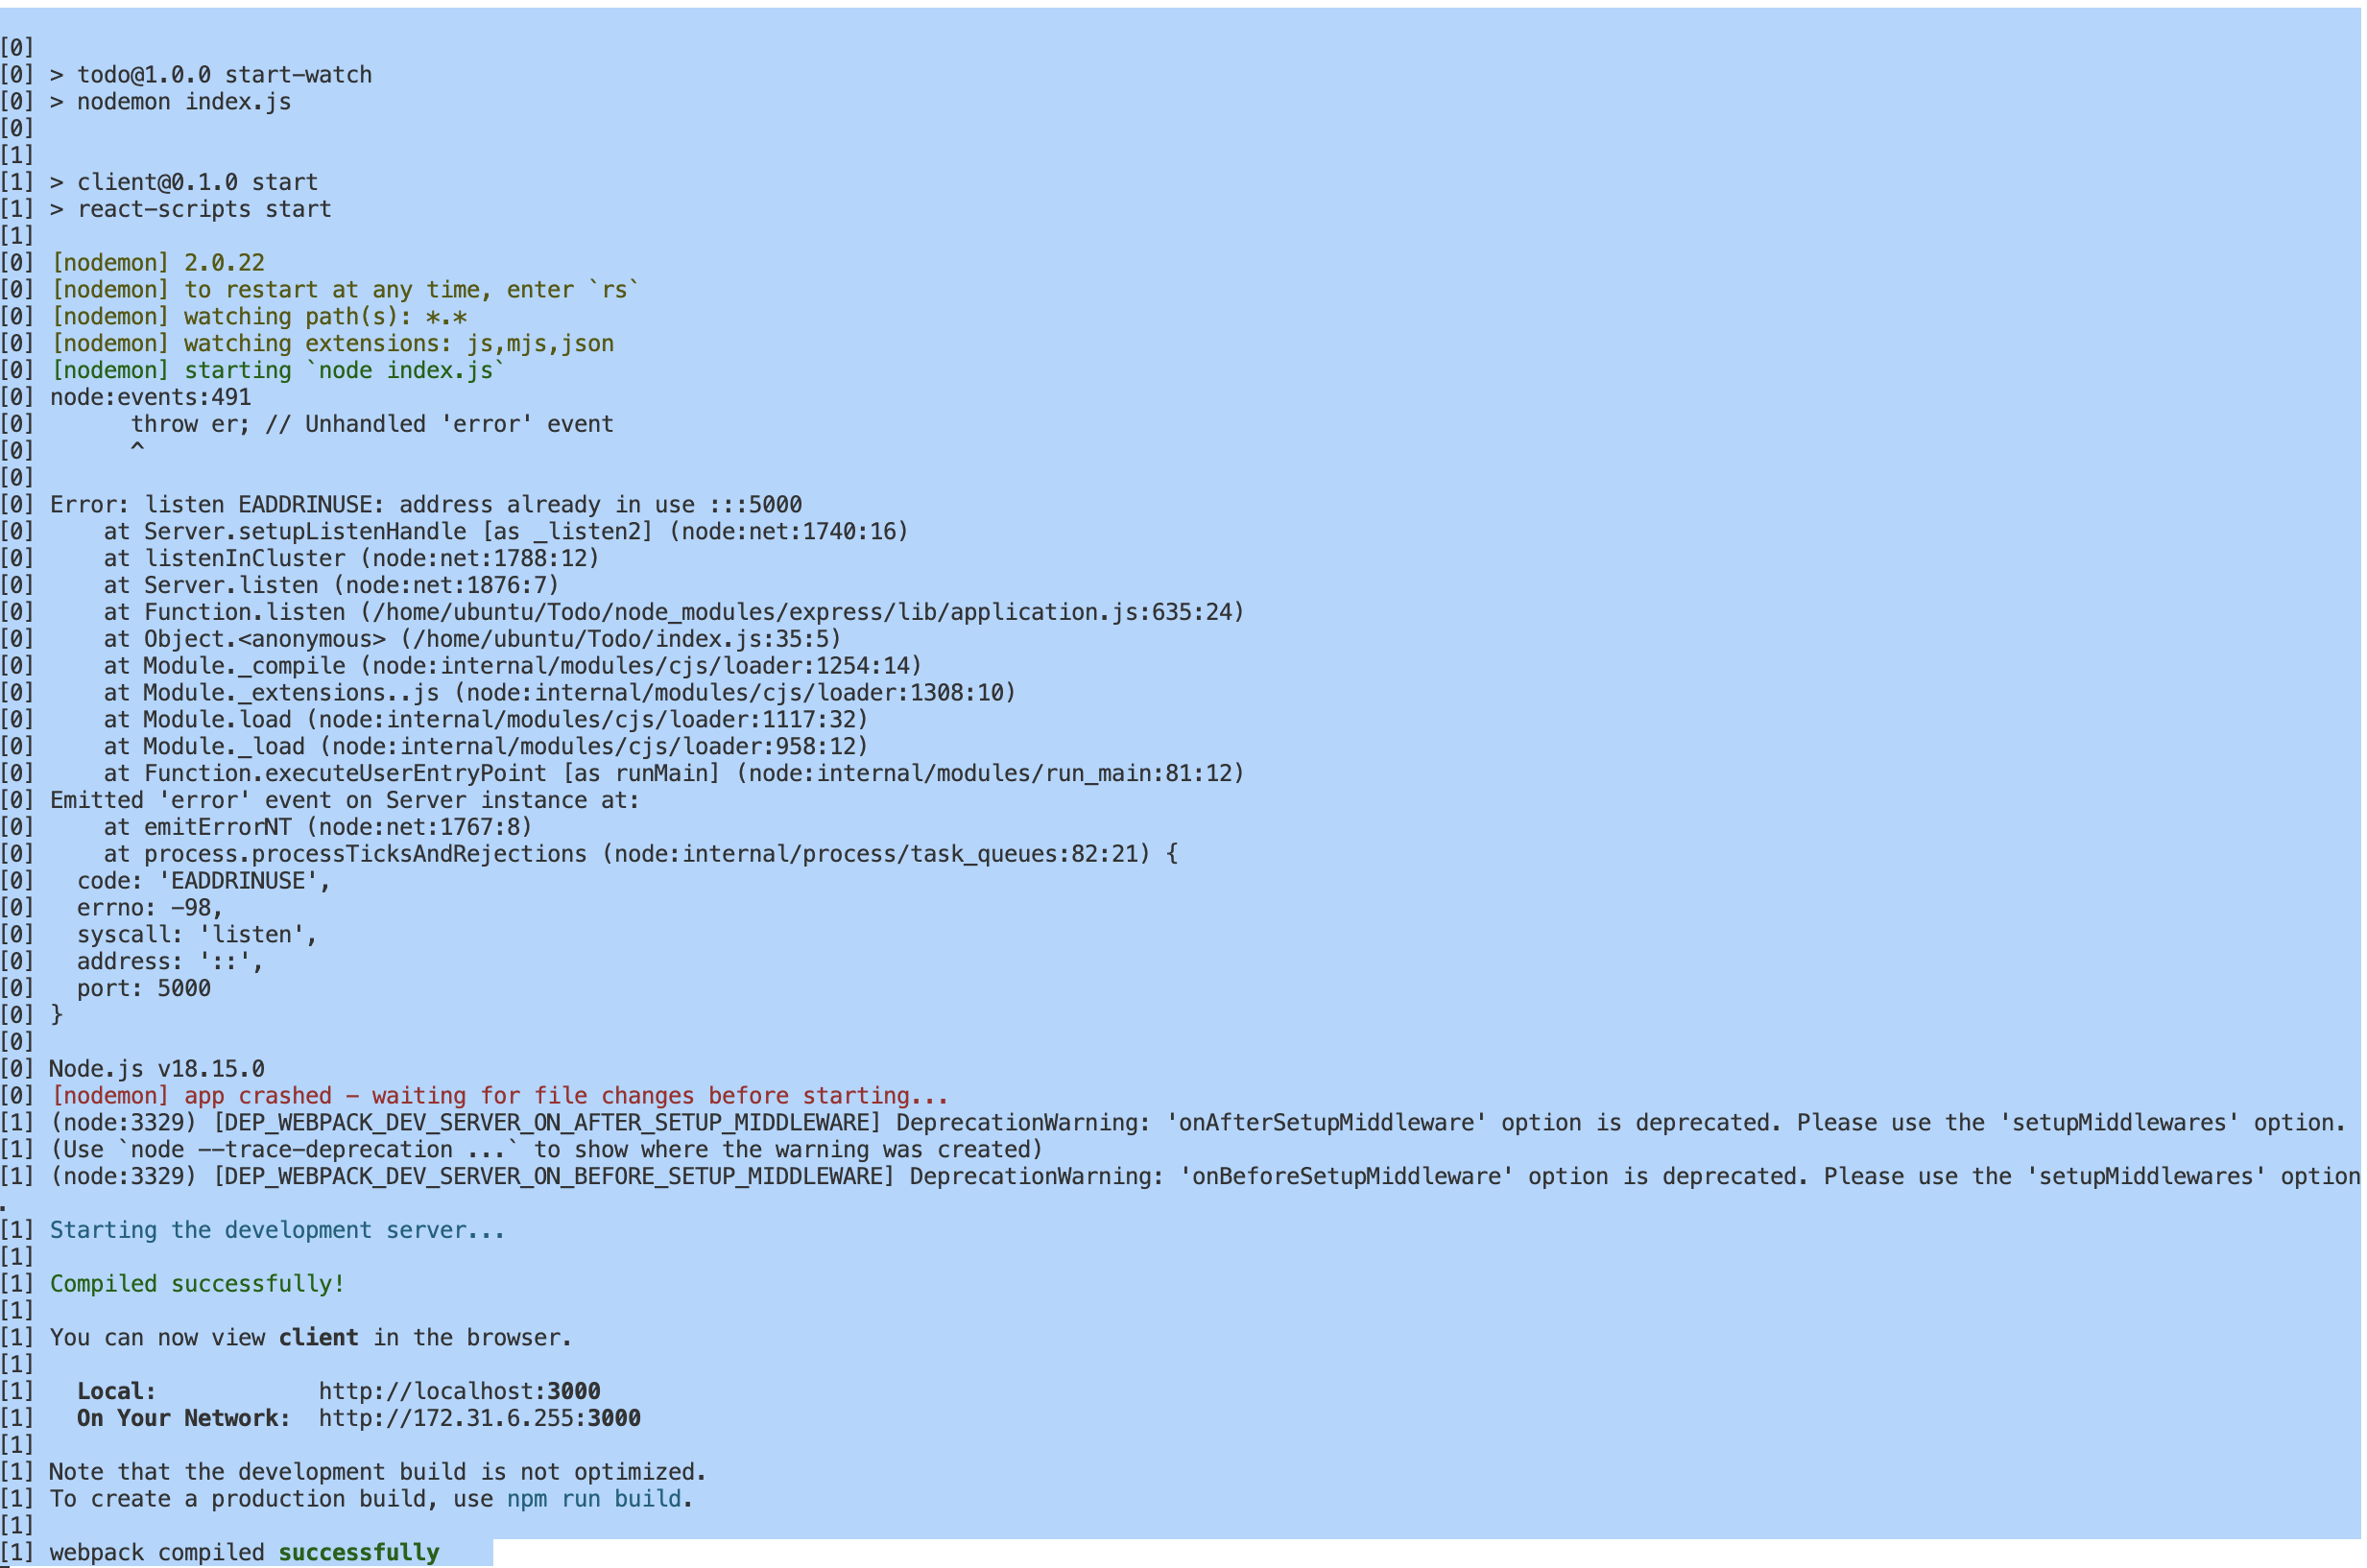 [0]
[0] > todo@1.0.0 start-watch
[0] > nodemon index.js
[0]
[1]
[1] > client@0.1.0 start
[1] > react-scripts start
[1]
[0] [nodemon] 2.0.22
[0] [nodemon] to restart at any time, enter `rs`
[0] [nodemon] watching path(s): *.*
[0] [nodemon] watching extensions: js,mjs,json
[0] [nodemon] starting `node index.js`
[0] node:events:491
[0]       throw er; // Unhandled 'error' event
[0]       ^
[0]
[0] Error: listen EADDRINUSE: address already in use :::5000
[0]     at Server.setupListenHandle [as _listen2] (node:net:1740:16)
[0]     at listenInCluster (node:net:1788:12)
[0]     at Server.listen (node:net:1876:7)
[0]     at Function.listen (/home/ubuntu/Todo/node_modules/express/lib/application.js:635:24)
[0]     at Object.<anonymous> (/home/ubuntu/Todo/index.js:35:5)
[0]     at Module._compile (node:internal/modules/cjs/loader:1254:14)
[0]     at Module._extensions..js (node:internal/modules/cjs/loader:1308:10)
[0]     at Module.load (node:internal/modules/cjs/loader:1117:32)
[0]     at Module._load (node:internal/modules/cjs/loader:958:12)
[0]     at Function.executeUserEntryPoint [as runMain] (node:internal/modules/run_main:81:12)
[0] Emitted 'error' event on Server instance at:
[0]     at emitErrorNT (node:net:1767:8)
[0]     at process.processTicksAndRejections (node:internal/process/task_queues:82:21) {
[0]   code: 'EADDRINUSE',
[0]   errno: -98,
[0]   syscall: 'listen',
[0]   address: '::',
[0]   port: 5000
[0] }
[0]
[0] Node.js v18.15.0
[0] [nodemon] app crashed - waiting for file changes before starting...
[1] (node:3329) [DEP_WEBPACK_DEV_SERVER_ON_AFTER_SETUP_MIDDLEWARE] DeprecationWarning: 'onAfterSetupMiddleware' option is deprecated. Please use the 'setupMiddlewares' option.
[1] (Use `node --trace-deprecation ...` to show where the warning was created)
[1] (node:3329) [DEP_WEBPACK_DEV_SERVER_ON_BEFORE_SETUP_MIDDLEWARE] DeprecationWarning: 'onBeforeSetupMiddleware' option is deprecated. Please use the 'setupMiddlewares' option
.
[1] Starting the development server...
[1]
[1] Compiled successfully!
[1]
[1] You can now view client in the browser.
[1]
[1]   Local:            http://localhost:3000
[1]   On Your Network:  http://172.31.6.255:3000
[1]
[1] Note that the development build is not optimized.
[1] To create a production build, use npm run build.
[1]
[1] webpack compiled successfully